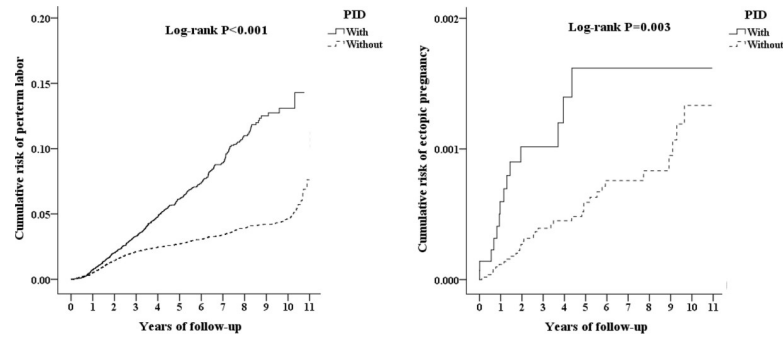 PID
With
Without
Log-rank P<0.001
Cumulative risk of perterm labor
0.20
0.15
0.10
0.05
0.00
0 1 2 3 4 5 6 7 8 9 10 11
Years of follow-up
PID
With
Without
Log-rank P=0.003
Cumulative risk of ectopic pregnancy
0.002
0.001
0.000
0 1 2 3 4 5 6 7 8 9 10 11
Years of follow-up